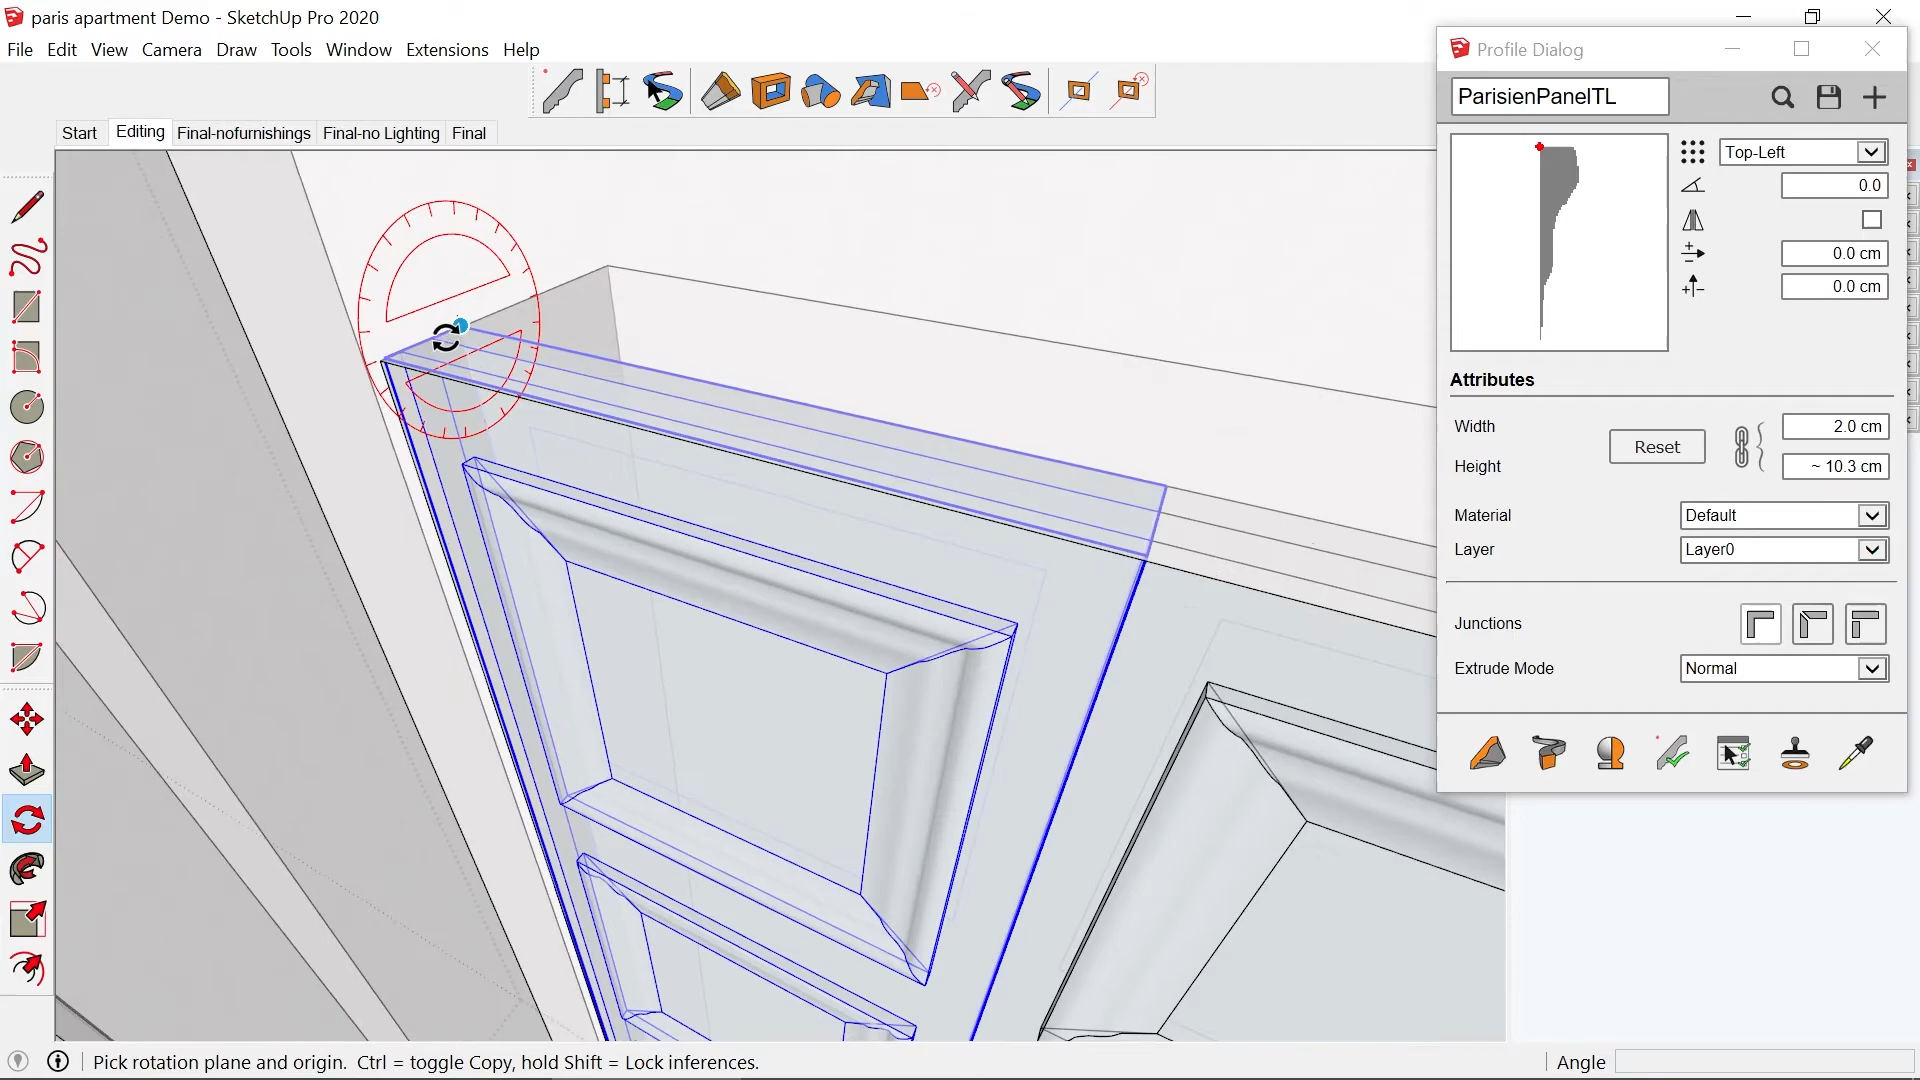 paris apartment Demo - SketchUp Pro 2020
File Edit View Camera Draw Tools Window Extensions Help
Start Editing Final-nofurnishings Final-no Lighting Final
Profile Dialog
ParisienPanelTL
Top-Left
0.0
0.0 cm
0.0 cm
Attributes
Width 2.0 cm
Reset
Height ~ 10.3 cm
Material Default
Layer Layer0
Junctions
Extrude Mode Normal
Pick rotation plane and origin. Ctrl = toggle Copy, hold Shift = Lock inferences.
Angle